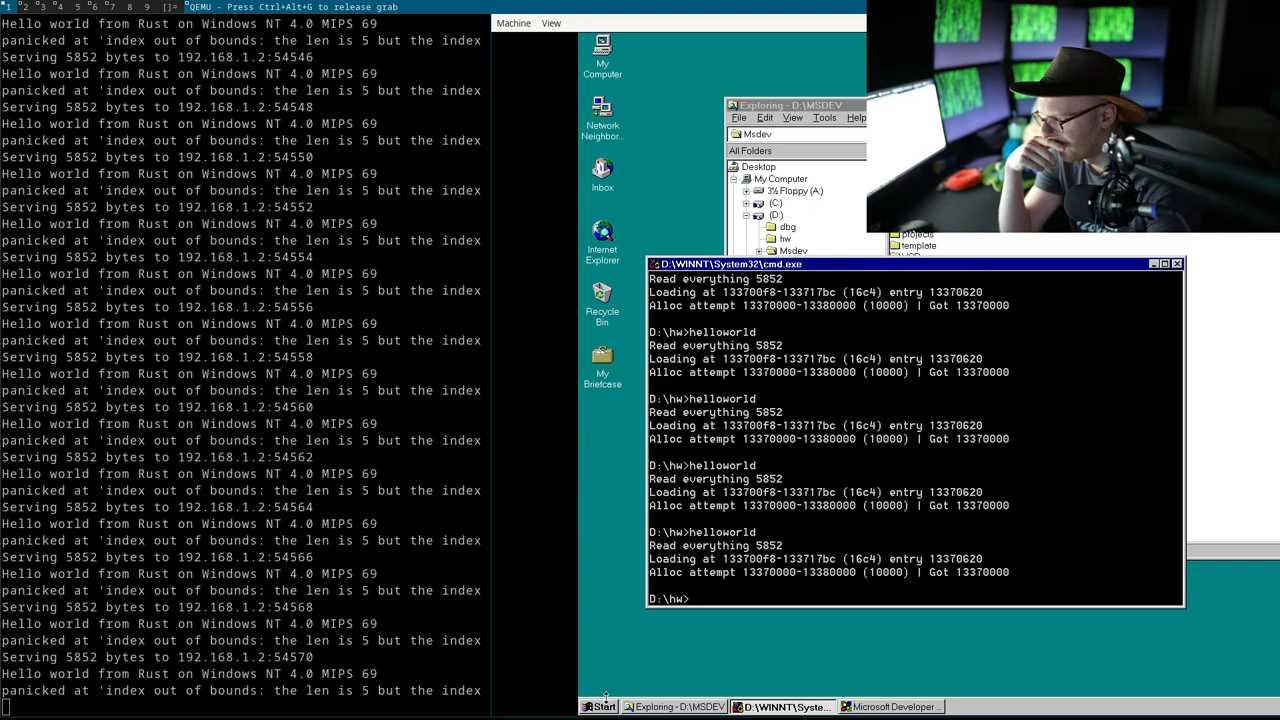 1 2 3 4 5 6 7 8 9 []= QEMU - Press Ctrl+Alt+G to release grab
Hello world from Rust on Windows NT 4.0 MIPS 69
panicked at 'index out of bounds: the len is 5 but the index
Serving 5852 bytes to 192.168.1.2:54546
Hello world from Rust on Windows NT 4.0 MIPS 69
panicked at 'index out of bounds: the len is 5 but the index
Serving 5852 bytes to 192.168.1.2:54548
Hello world from Rust on Windows NT 4.0 MIPS 69
panicked at 'index out of bounds: the len is 5 but the index
Serving 5852 bytes to 192.168.1.2:54550
Hello world from Rust on Windows NT 4.0 MIPS 69
panicked at 'index out of bounds: the len is 5 but the index
Serving 5852 bytes to 192.168.1.2:54552
Hello world from Rust on Windows NT 4.0 MIPS 69
panicked at 'index out of bounds: the len is 5 but the index
Serving 5852 bytes to 192.168.1.2:54554
Hello world from Rust on Windows NT 4.0 MIPS 69
panicked at 'index out of bounds: the len is 5 but the index
Serving 5852 bytes to 192.168.1.2:54556
Hello world from Rust on Windows NT 4.0 MIPS 69
panicked at 'index out of bounds: the len is 5 but the index
Serving 5852 bytes to 192.168.1.2:54558
Hello world from Rust on Windows NT 4.0 MIPS 69
panicked at 'index out of bounds: the len is 5 but the index
Serving 5852 bytes to 192.168.1.2:54560
Hello world from Rust on Windows NT 4.0 MIPS 69
panicked at 'index out of bounds: the len is 5 but the index
Serving 5852 bytes to 192.168.1.2:54562
Hello world from Rust on Windows NT 4.0 MIPS 69
panicked at 'index out of bounds: the len is 5 but the index
Serving 5852 bytes to 192.168.1.2:54564
Hello world from Rust on Windows NT 4.0 MIPS 69
panicked at 'index out of bounds: the len is 5 but the index
Serving 5852 bytes to 192.168.1.2:54566
Hello world from Rust on Windows NT 4.0 MIPS 69
panicked at 'index out of bounds: the len is 5 but the index
Serving 5852 bytes to 192.168.1.2:54568
Hello world from Rust on Windows NT 4.0 MIPS 69
panicked at 'index out of bounds: the len is 5 but the index
Serving 5852 bytes to 192.168.1.2:54570
Hello world from Rust on Windows NT 4.0 MIPS 69
panicked at 'index out of bounds: the len is 5 but the index
Machine View
My
Computer
Network
Neighbor...
Inbox
Internet
Explorer
Recycle
Bin
My
Briefcase
Exploring - D:\MSDEV
File Edit View Tools Help
Msdev
All Folders
Desktop
My Computer
3½ Floppy (A:)
(C:)
(D:)
dbg
hw
Msdev
projects
template
D:\WINNT\System32\cmd.exe
Read everything 5852
Loading at 133700f8-133717bc (16c4) entry 13370620
Alloc attempt 13370000-13380000 (10000) | Got 13370000
D:\hw>helloworld
Read everything 5852
Loading at 133700f8-133717bc (16c4) entry 13370620
Alloc attempt 13370000-13380000 (10000) | Got 13370000
D:\hw>helloworld
Read everything 5852
Loading at 133700f8-133717bc (16c4) entry 13370620
Alloc attempt 13370000-13380000 (10000) | Got 13370000
D:\hw>helloworld
Read everything 5852
Loading at 133700f8-133717bc (16c4) entry 13370620
Alloc attempt 13370000-13380000 (10000) | Got 13370000
D:\hw>helloworld
Read everything 5852
Loading at 133700f8-133717bc (16c4) entry 13370620
Alloc attempt 13370000-13380000 (10000) | Got 13370000
D:\hw>
Start Exploring - D:\MSDEV D:\WINNT\Syste... Microsoft Developer ...